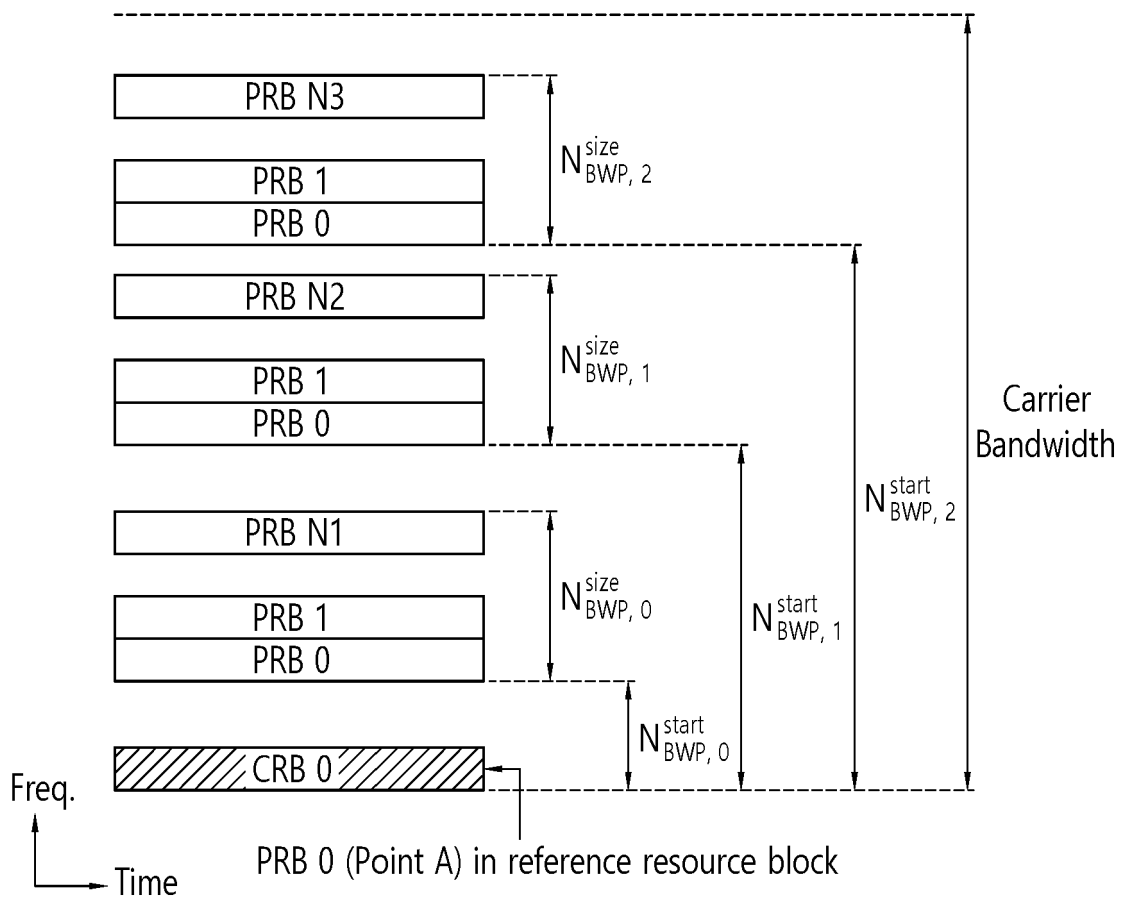 PRB N3
N^size_BWP, 2
PRB 1
PRB 0
PRB N2
N^size_BWP, 1
PRB 1
PRB 0
Carrier
Bandwidth
N^start_BWP, 2
PRB N1
N^size_BWP, 0
PRB 1
N^start_BWP, 1
PRB 0
N^start_BWP, 0
CRB 0
Freq.
PRB 0 (Point A) in reference resource block
Time